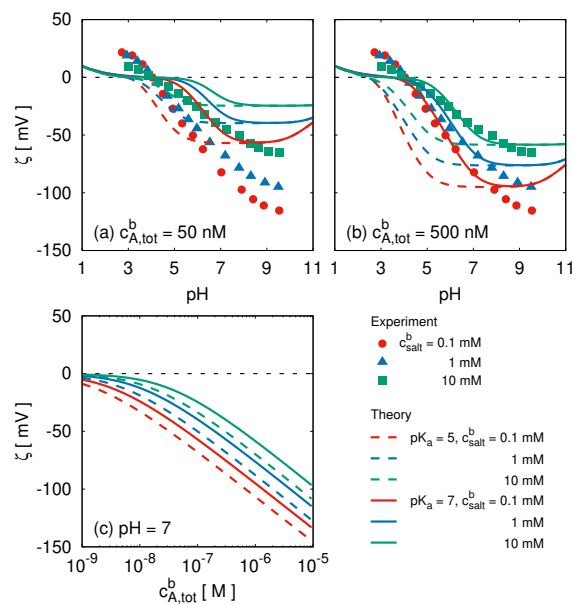 50
0
-50
-100
-150
ζ [ mV ]
(a) c^b_A,tot = 50 nM
1 3 5 7 9 11
pH
(b) c^b_A,tot = 500 nM
1 3 5 7 9 11
pH
50
0
-50
-100
-150
ζ [ mV ]
(c) pH = 7
10^-9 10^-8 10^-7 10^-6 10^-5
c^b_A,tot [ M ]
Experiment
c^b_salt = 0.1 mM
1 mM
10 mM
Theory
pK_a = 5, c^b_salt = 0.1 mM
1 mM
10 mM
pK_a = 7, c^b_salt = 0.1 mM
1 mM
10 mM